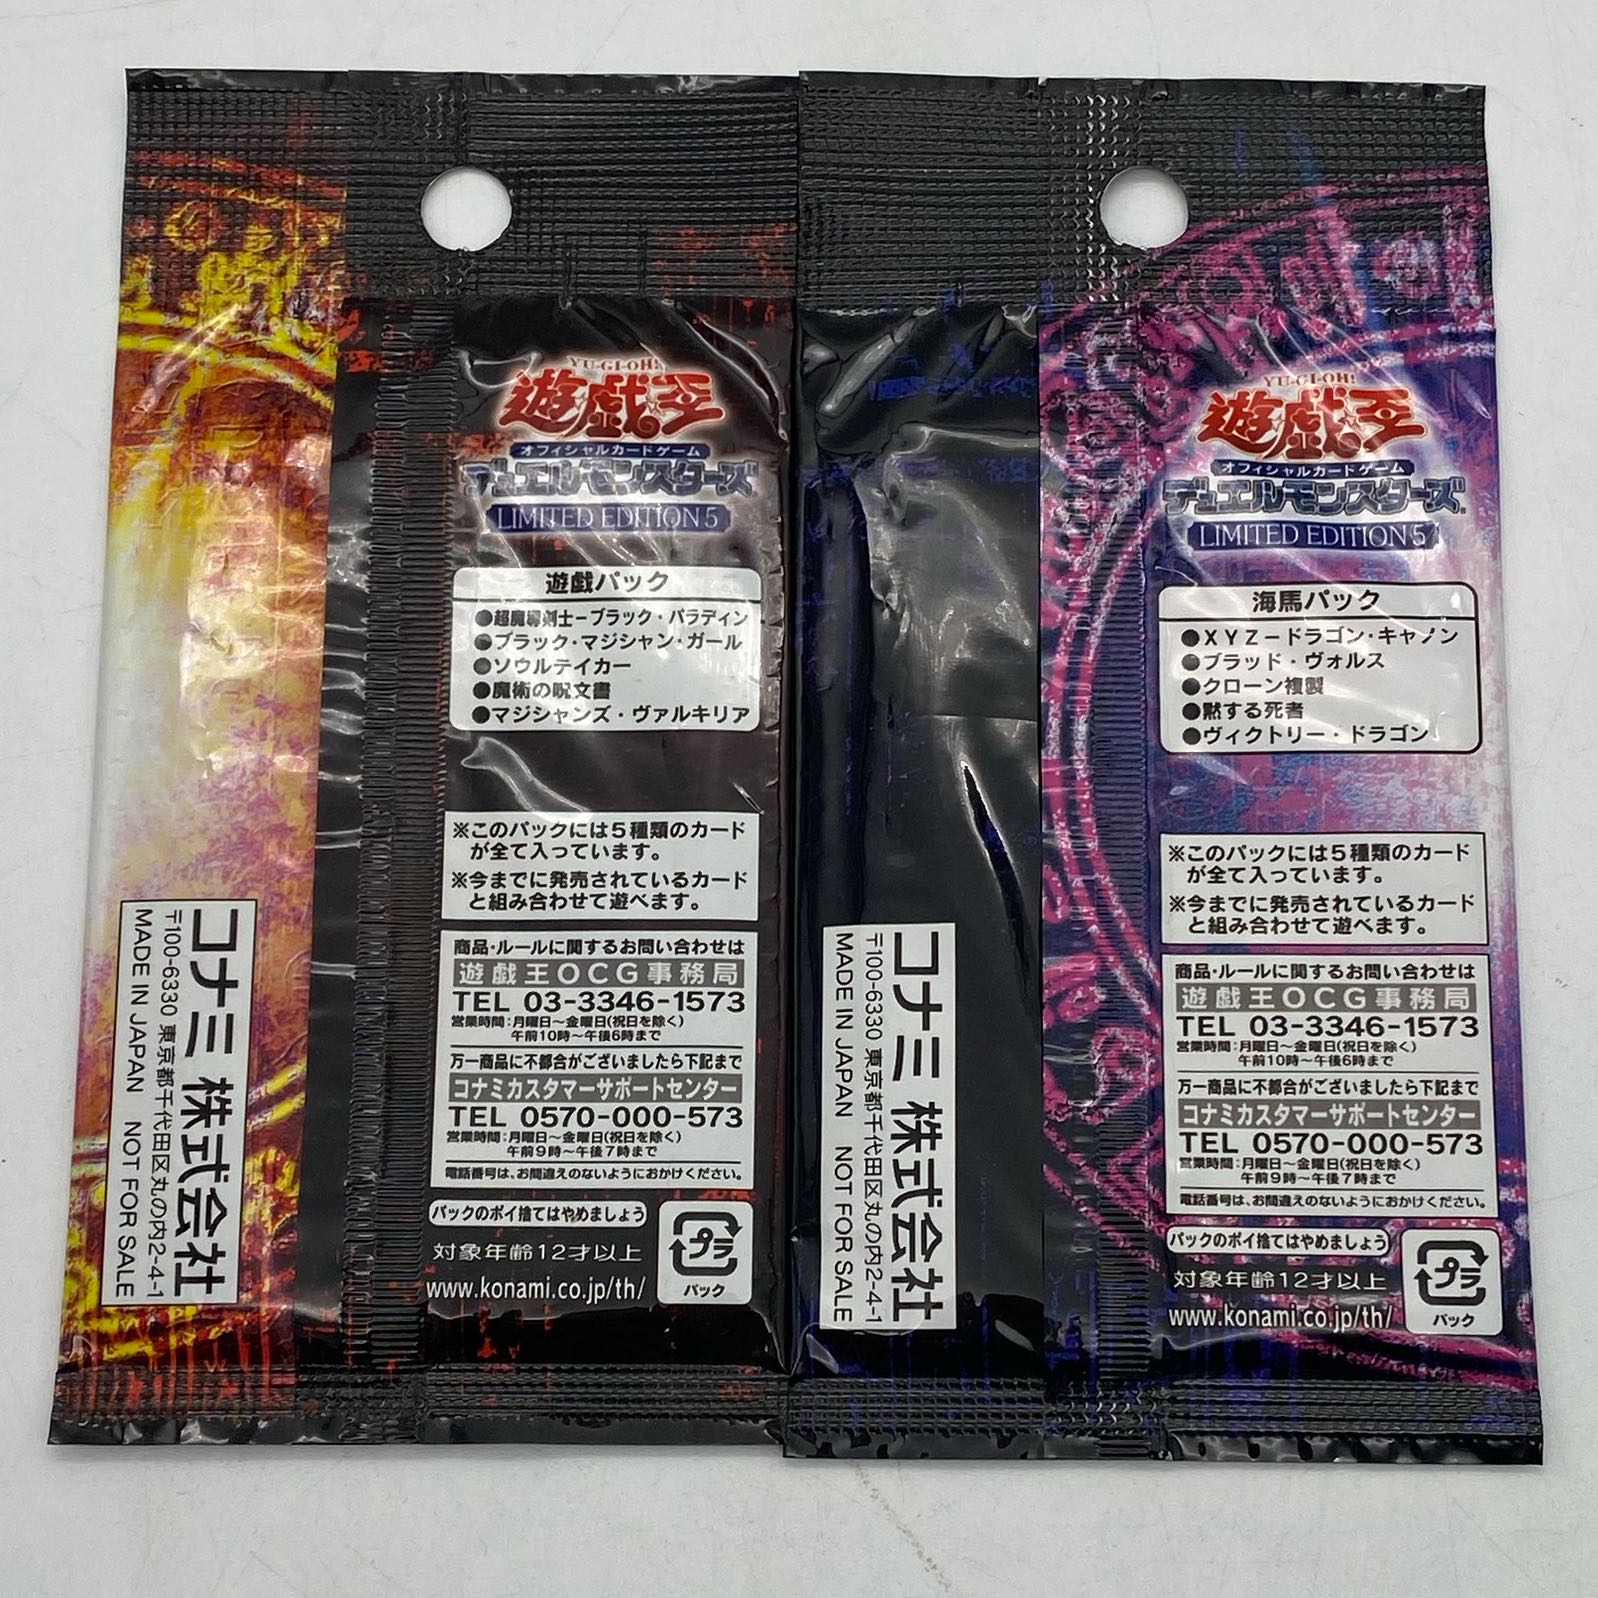 YU-GI-OH!
遊☆戯☆王
オフィシャルカードゲーム
デュエルモンスターズ
LIMITED EDITION 5
遊戯パック
●超魔導剣士－ブラック・パラディン
●ブラック・マジシャン・ガール
●ソウルテイカー
●魔術の呪文書
●マジシャンズ・ヴァルキリア
※このパックには5種類のカード
が全て入っています。
※今までに発売されているカード
と組み合わせて遊べます。
商品・ルールに関するお問い合わせは
遊戯王OCG事務局
TEL 03-3346-1573
営業時間：月曜日～金曜日(祝日を除く)
午前10時～午後6時まで
万一商品に不都合がございましたら下記まで
コナミカスタマーサポートセンター
TEL 0570-000-573
営業時間：月曜日～金曜日(祝日を除く)
午前9時～午後7時まで
電話番号は、お間違えのないようにおかけください。
パックのポイ捨てはやめましょう
対象年齢12才以上
www.konami.co.jp/th/
プラ
パック
コナミ株式会社
〒100-6330 東京都千代田区丸の内2-4-1
MADE IN JAPAN NOT FOR SALE
YU-GI-OH!
遊☆戯☆王
オフィシャルカードゲーム
デュエルモンスターズ
LIMITED EDITION 5
海馬パック
●XYZ－ドラゴン・キャノン
●ブラッド・ヴォルス
●クローン複製
●黙する死者
●ヴィクトリー・ドラゴン
※このパックには5種類のカード
が全て入っています。
※今までに発売されているカード
と組み合わせて遊べます。
商品・ルールに関するお問い合わせは
遊戯王OCG事務局
TEL 03-3346-1573
営業時間：月曜日～金曜日(祝日を除く)
午前10時～午後6時まで
万一商品に不都合がございましたら下記まで
コナミカスタマーサポートセンター
TEL 0570-000-573
営業時間：月曜日～金曜日(祝日を除く)
午前9時～午後7時まで
電話番号は、お間違えのないようにおかけください。
パックのポイ捨てはやめましょう
対象年齢12才以上
www.konami.co.jp/th/
プラ
パック
コナミ株式会社
〒100-6330 東京都千代田区丸の内2-4-1
MADE IN JAPAN NOT FOR SALE